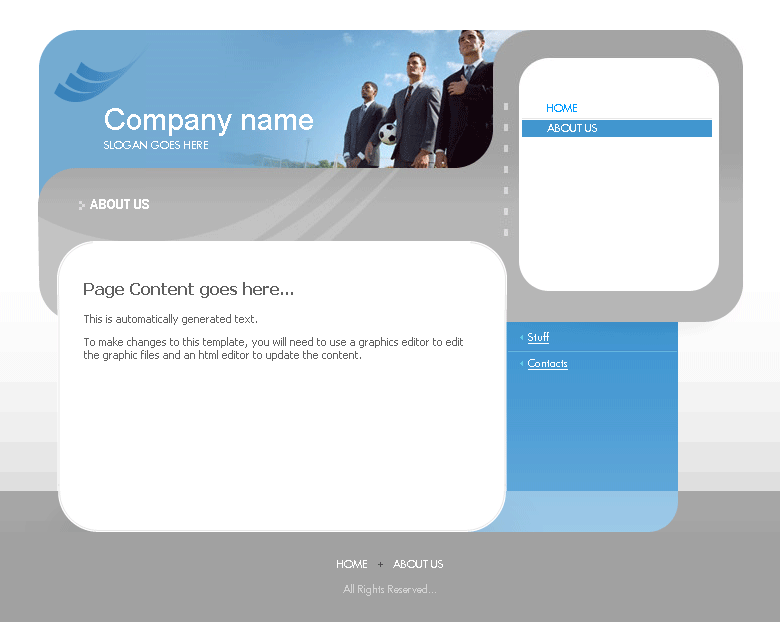 Company name
SLOGAN GOES HERE
HOME
ABOUT US
ABOUT US
Page Content goes here...
This is automatically generated text.
To make changes to this template, you will need to use a graphics editor to edit
the graphic files and an html editor to update the content.
Stuff
Contacts
HOME + ABOUT US
All Rights Reserved...